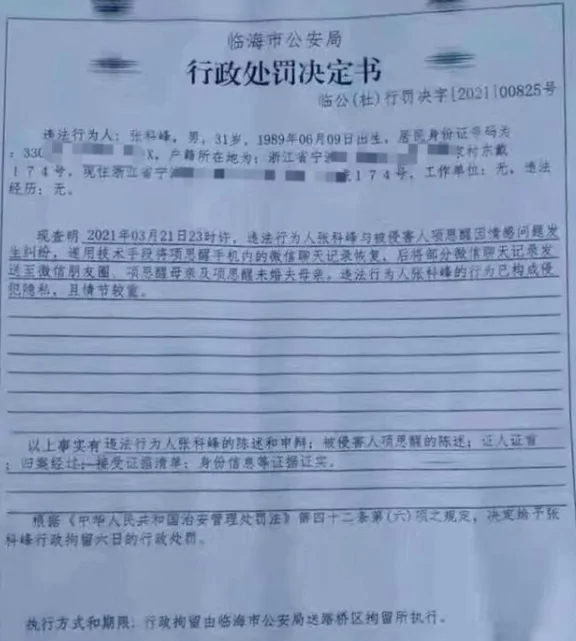 临海市公安局
行政处罚决定书
临公(杜)行罚决字[2021]00825号
违法行为人：张科峰，男，31岁，1989年06月09日出生，居民身份证号码为
：330 X，户籍所在地为：浙江省宁 村东戴
174号，现住浙江省宁 174号，工作单位：无，违法
经历：无。
现查明 2021年03月21日23时许，违法行为人张科峰与被侵害人项思醒因情感问题发
生纠纷，遂用技术手段将项思醒手机内的微信聊天记录恢复，后将部分微信聊天记录发
送至微信朋友圈、项思醒母亲及项思醒未婚夫母亲。违法行为人张科峰的行为已构成侵
犯隐私，且情节较重。
以上事实有违法行为人张科峰的陈述和申辩；被侵害人项思醒的陈述；证人证言
；归案经过；接受证据清单；身份信息等证据证实。
根据《中华人民共和国治安管理处罚法》第四十二条第(六)项之规定，决定给予张
科峰行政拘留六日的行政处罚。
执行方式和期限：行政拘留由临海市公安局送路桥区拘留所执行。